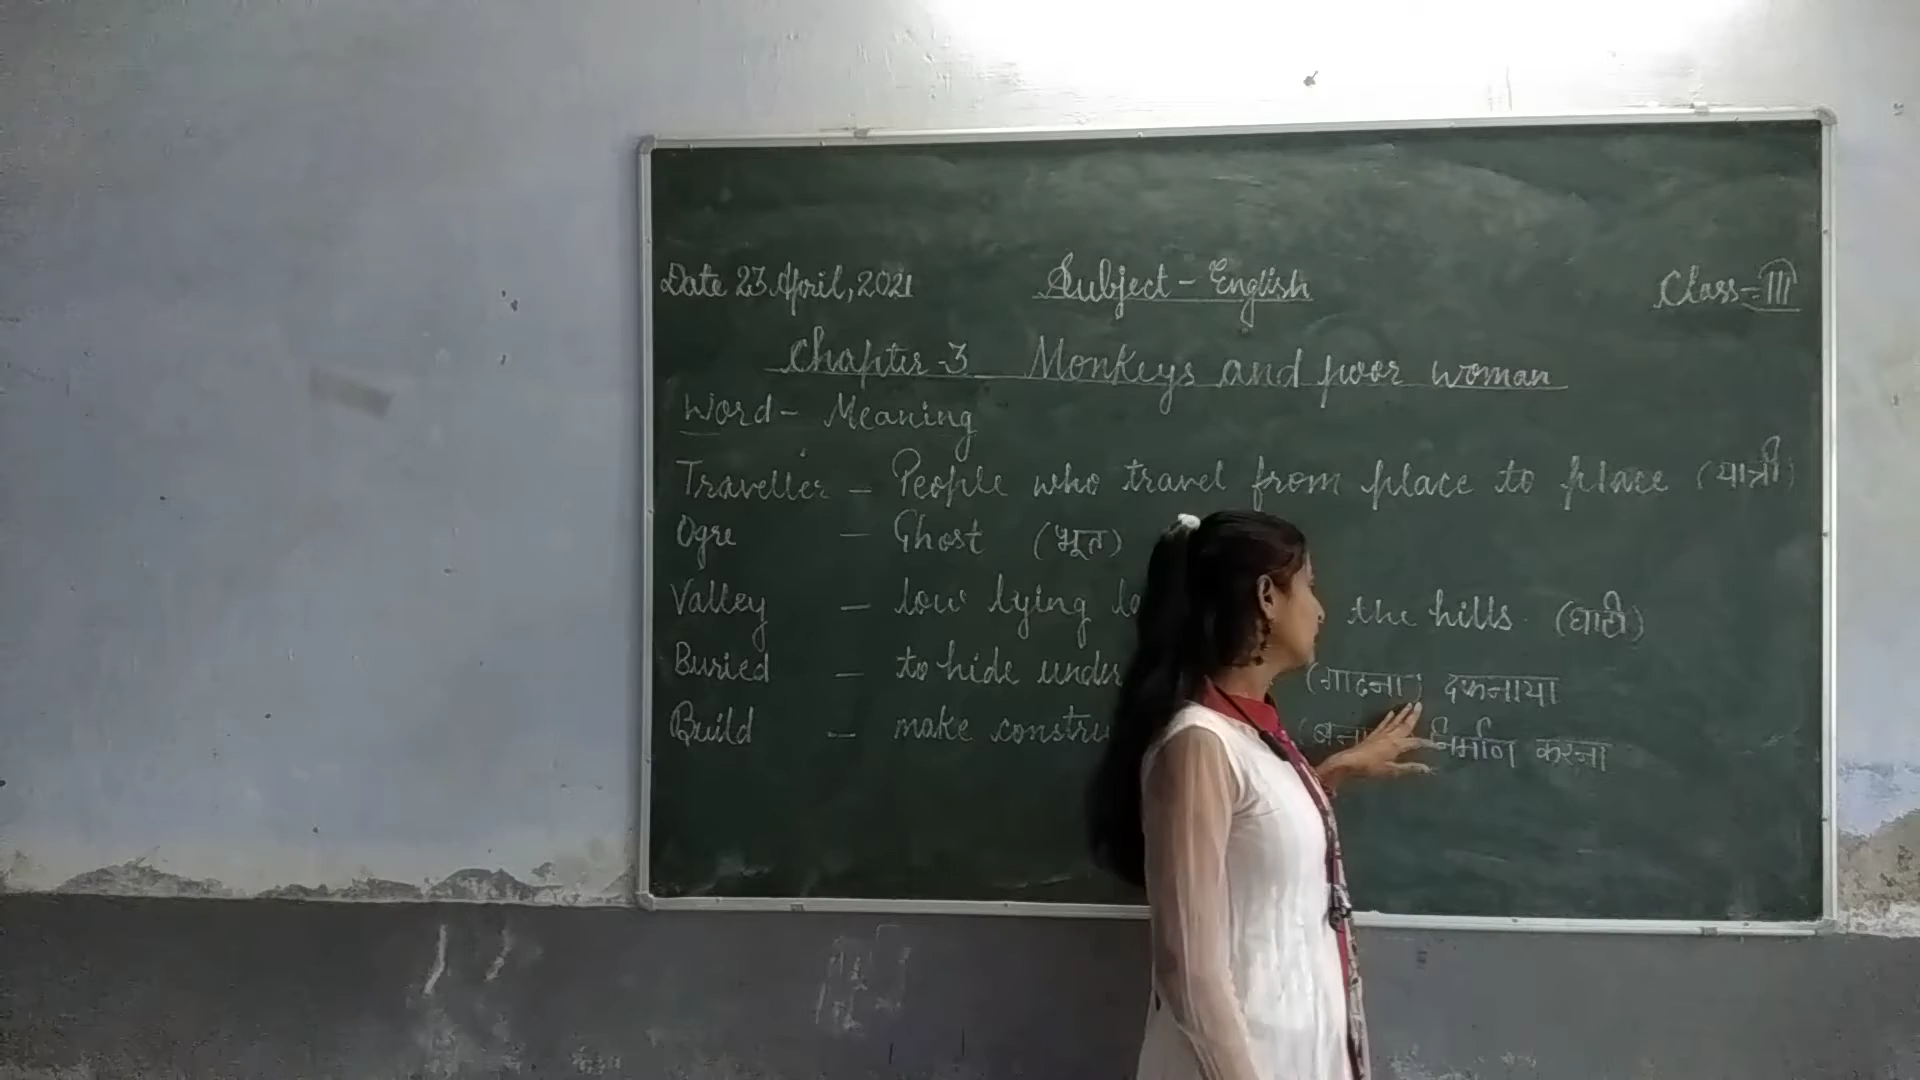 Date 23 April, 2021 Subject - English Class - III
Chapter - 3 Monkeys and poor woman
Word - Meaning
Traveller - People who travel from place to place (यात्री)
Ogre - Ghost (भूत)
Valley - low lying the hills. (घाटी)
Buried - to hide under (गाढना) दफनाया
Build - make निर्माण करना